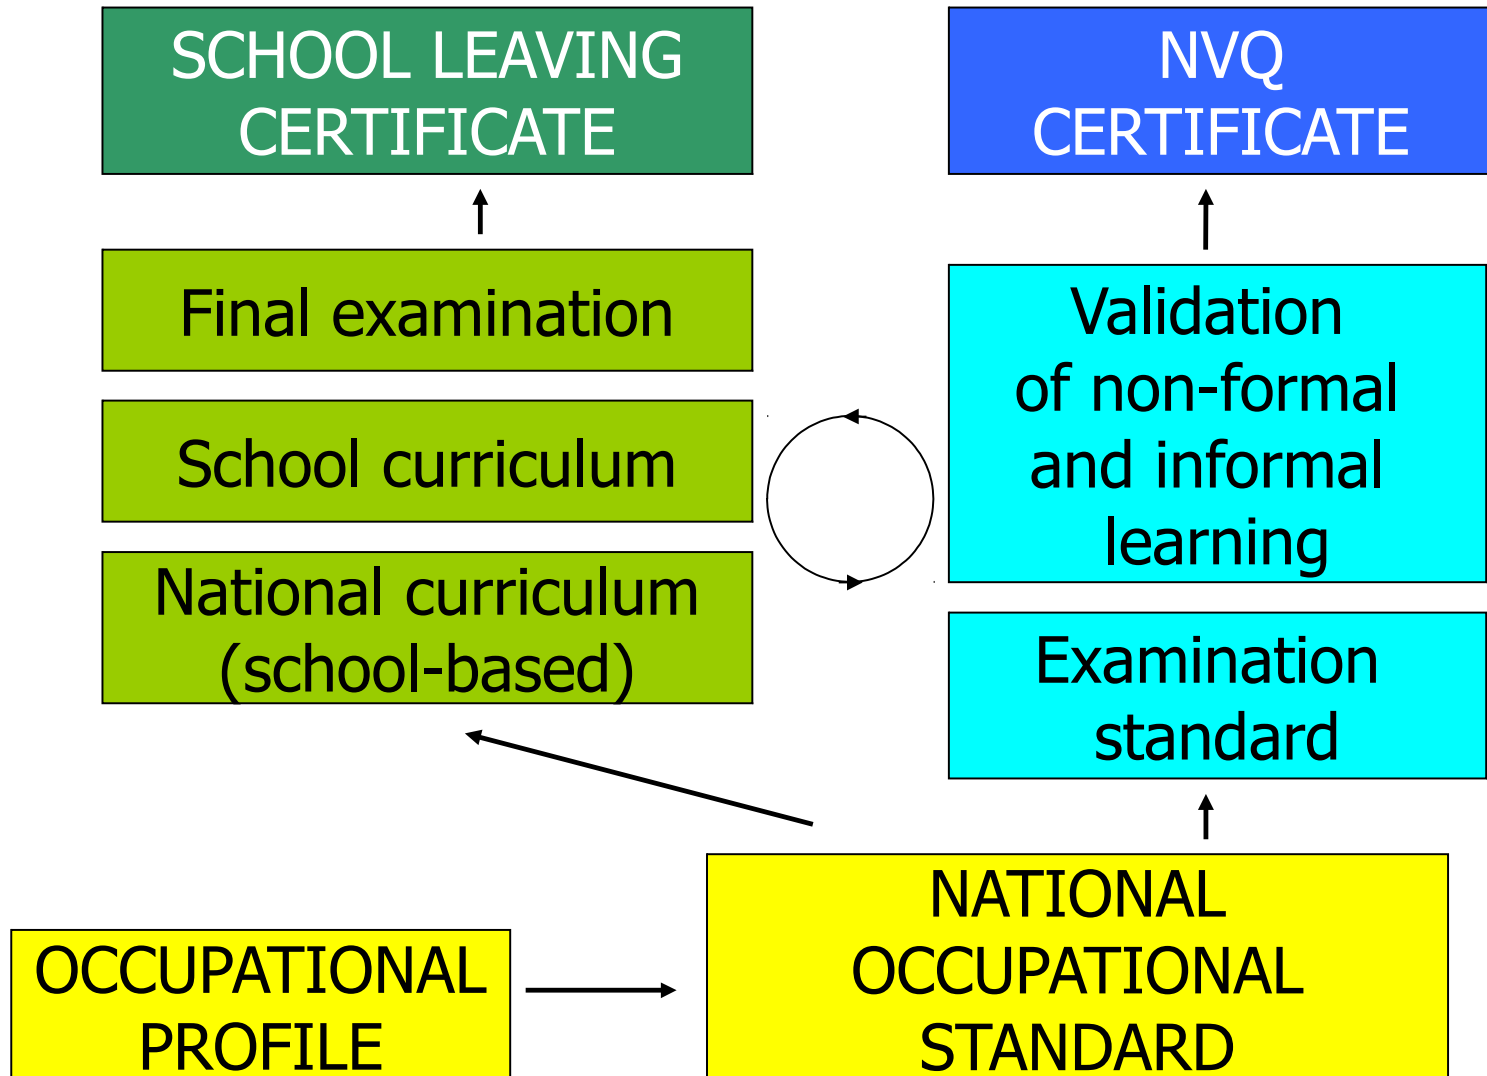 SCHOOL LEAVING
CERTIFICATE
NVQ
CERTIFICATE
Final examination
School curriculum
National curriculum
(school-based)
Validation
of non-formal
and informal
learning
Examination
standard
OCCUPATIONAL
PROFILE
NATIONAL
OCCUPATIONAL
STANDARD